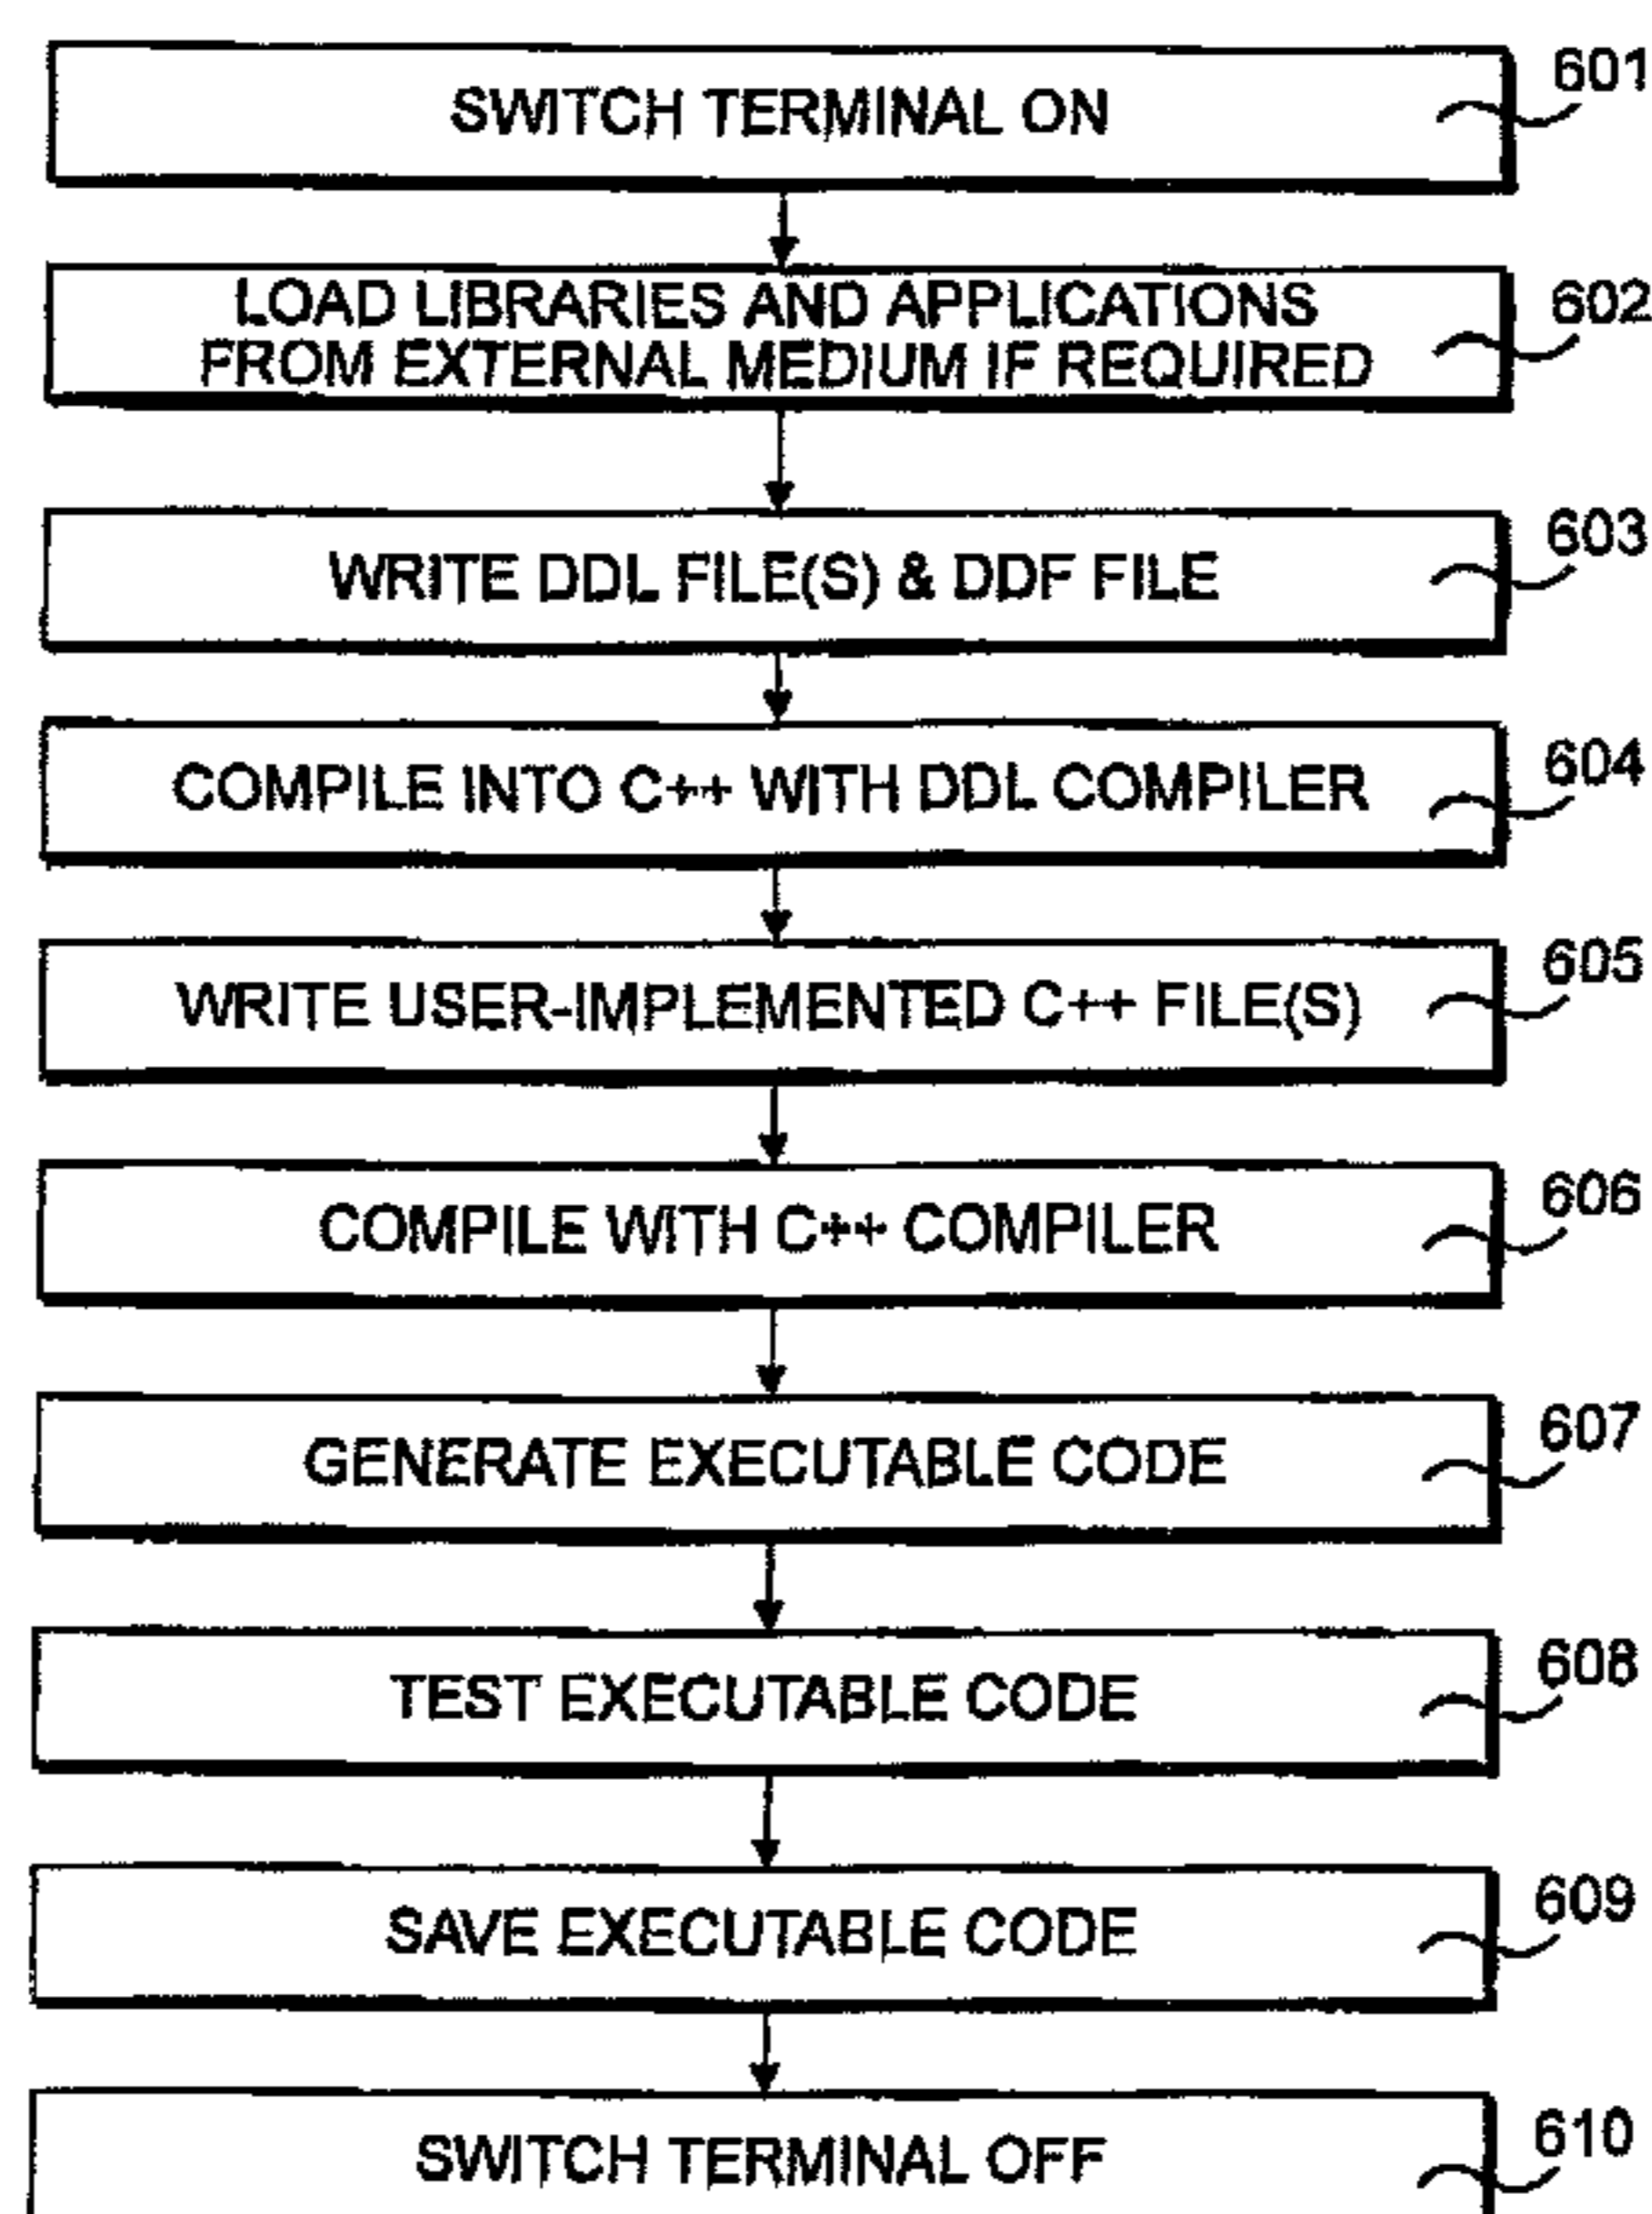 SWITCH TERMINAL ON
601
LOAD LIBRARIES AND APPLICATIONS
FROM EXTERNAL MEDIUM IF REQUIRED
602
WRITE DDL FILE(S) & DDF FILE
603
COMPILE INTO C++ WITH DDL COMPILER
604
WRITE USER-IMPLEMENTED C++ FILE(S)
605
COMPILE WITH C++ COMPILER
606
GENERATE EXECUTABLE CODE
607
TEST EXECUTABLE CODE
608
SAVE EXECUTABLE CODE
609
SWITCH TERMINAL OFF
610